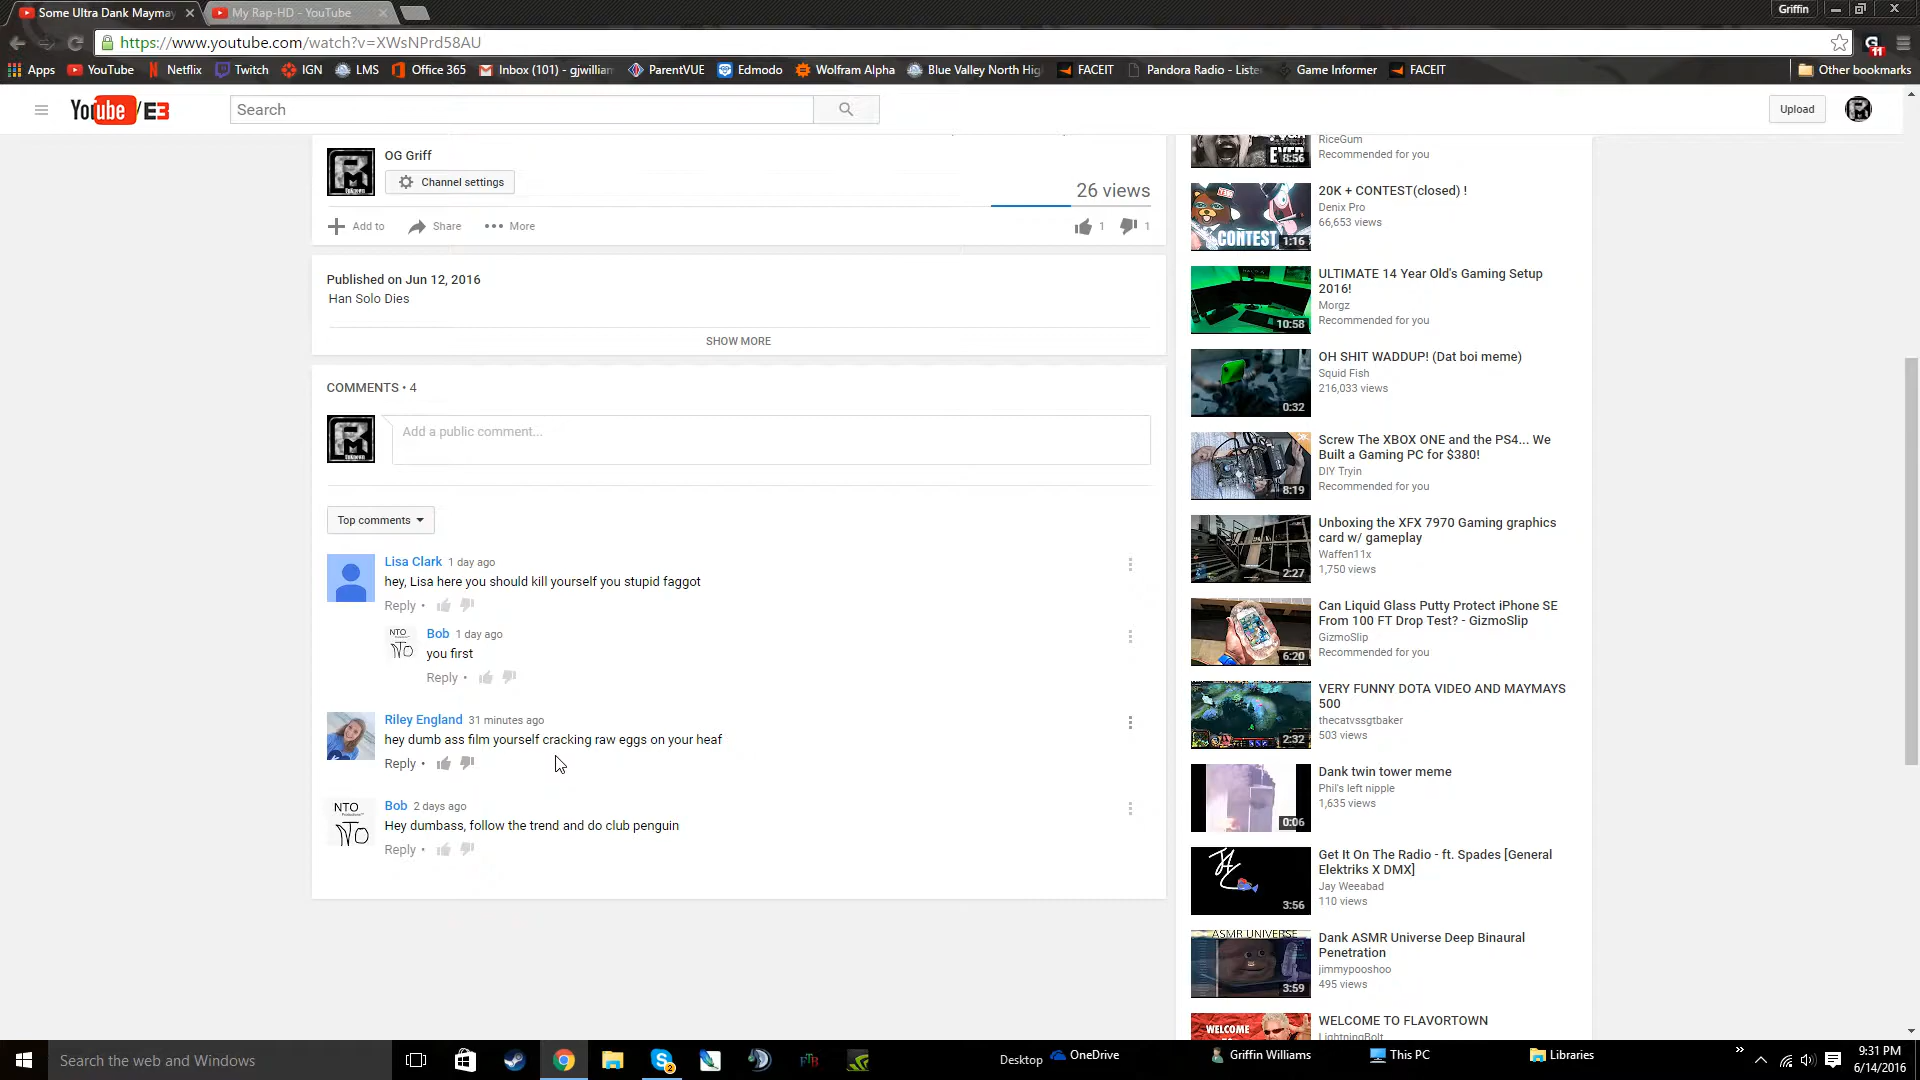 Some Ultra Dank Maymay
My Rap-HD - YouTube
Griffin
https://www.youtube.com/watch?v=XWsNPrd58AU
11
Apps
YouTube
Netflix
Twitch
IGN
LMS
Office 365
Inbox (101) - gjwilliam
ParentVUE
Edmodo
Wolfram Alpha
Blue Valley North Hig
FACEIT
Pandora Radio - Liste
Game Informer
FACEIT
Other bookmarks
YouTube/E3
Search
Upload
OG Griff
Channel settings
26 views
Add to
Share
More
1
1
Published on Jun 12, 2016
Han Solo Dies
SHOW MORE
COMMENTS • 4
Add a public comment...
Top comments
Lisa Clark 1 day ago
hey, Lisa here you should kill yourself you stupid faggot
Reply •
NTO
Bob 1 day ago
you first
Reply •
Riley England 31 minutes ago
hey dumb ass film yourself cracking raw eggs on your heaf
Reply •
NTO
Bob 2 days ago
Hey dumbass, follow the trend and do club penguin
Reply •
EVER
8:56
RiceGum
Recommended for you
CONTEST
1:16
20K + CONTEST(closed) !
Denix Pro
66,653 views
10:58
ULTIMATE 14 Year Old's Gaming Setup
2016!
Morgz
Recommended for you
0:32
OH SHIT WADDUP! (Dat boi meme)
Squid Fish
216,033 views
8:19
Screw The XBOX ONE and the PS4... We
Built a Gaming PC for $380!
DIY Tryin
Recommended for you
2:27
Unboxing the XFX 7970 Gaming graphics
card w/ gameplay
Waffen11x
1,750 views
6:20
Can Liquid Glass Putty Protect iPhone SE
From 100 FT Drop Test? - GizmoSlip
GizmoSlip
Recommended for you
2:32
VERY FUNNY DOTA VIDEO AND MAYMAYS
500
thecatvssgtbaker
503 views
0:06
Dank twin tower meme
Phil's left nipple
1,635 views
3:56
Get It On The Radio - ft. Spades [General
Elektriks X DMX]
Jay Weeabad
110 views
ASMR UNIVERSE
3:59
Dank ASMR Universe Deep Binaural
Penetration
jimmypooshoo
495 views
WELCOME
WELCOME TO FLAVORTOWN
LightningBolt
Search the web and Windows
2
FTB
Desktop
OneDrive
Griffin Williams
This PC
Libraries
9:31 PM
6/14/2016